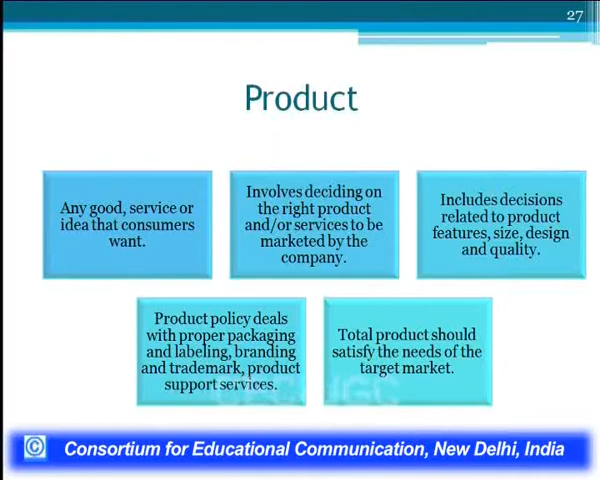 27
Product
Any good, service or
idea that consumers
want.
Involves deciding on
the right product
and/or services to be
marketed by the
company.
Includes decisions
related to product
features, size, design
and quality.
Product policy deals
with proper packaging
and labeling, branding
and trademark, product
support services.
Total product should
satisfy the needs of the
target market.
© Consortium for Educational Communication, New Delhi, India